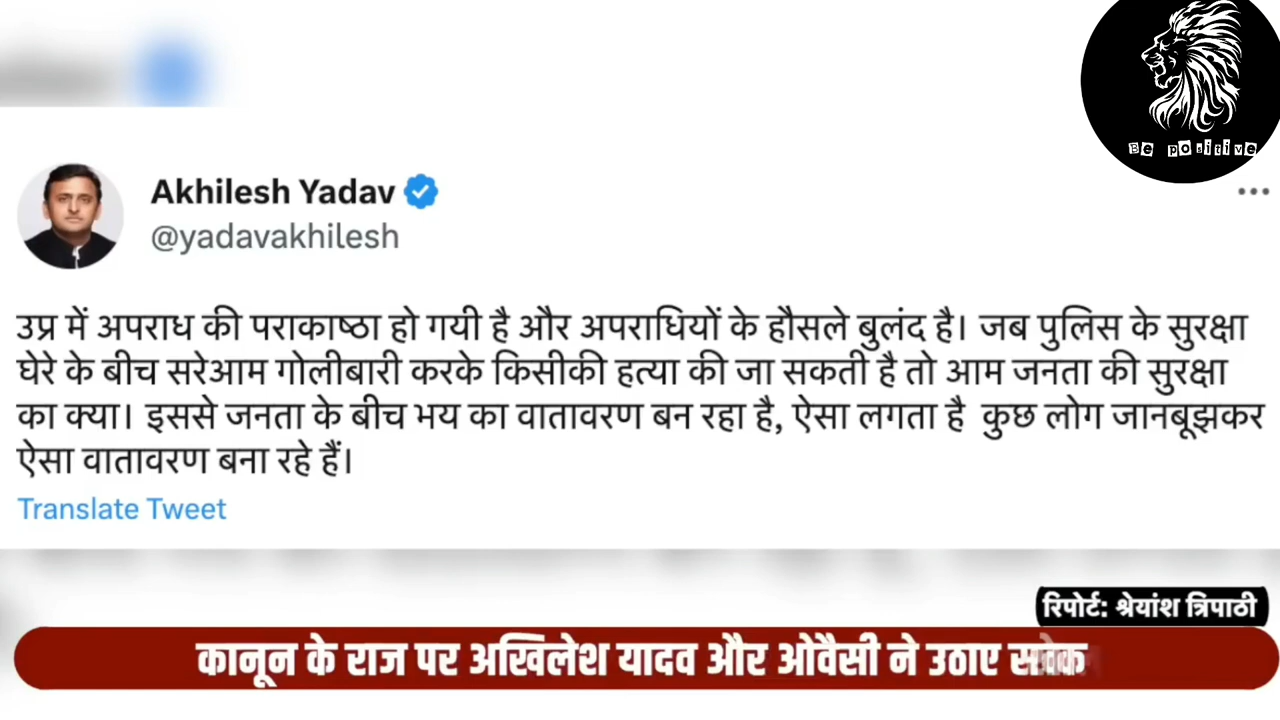 Be positive
Akhilesh Yadav
@yadavakhilesh
उप्र में अपराध की पराकाष्ठा हो गयी है और अपराधियों के हौसले बुलंद है। जब पुलिस के सुरक्षा
घेरे के बीच सरेआम गोलीबारी करके किसीकी हत्या की जा सकती है तो आम जनता की सुरक्षा
का क्या। इससे जनता के बीच भय का वातावरण बन रहा है, ऐसा लगता है कुछ लोग जानबूझकर
ऐसा वातावरण बना रहे हैं।
Translate Tweet
रिपोर्ट: श्रेयांश त्रिपाठी
कानून के राज पर अखिलेश यादव और ओवैसी ने उठाए